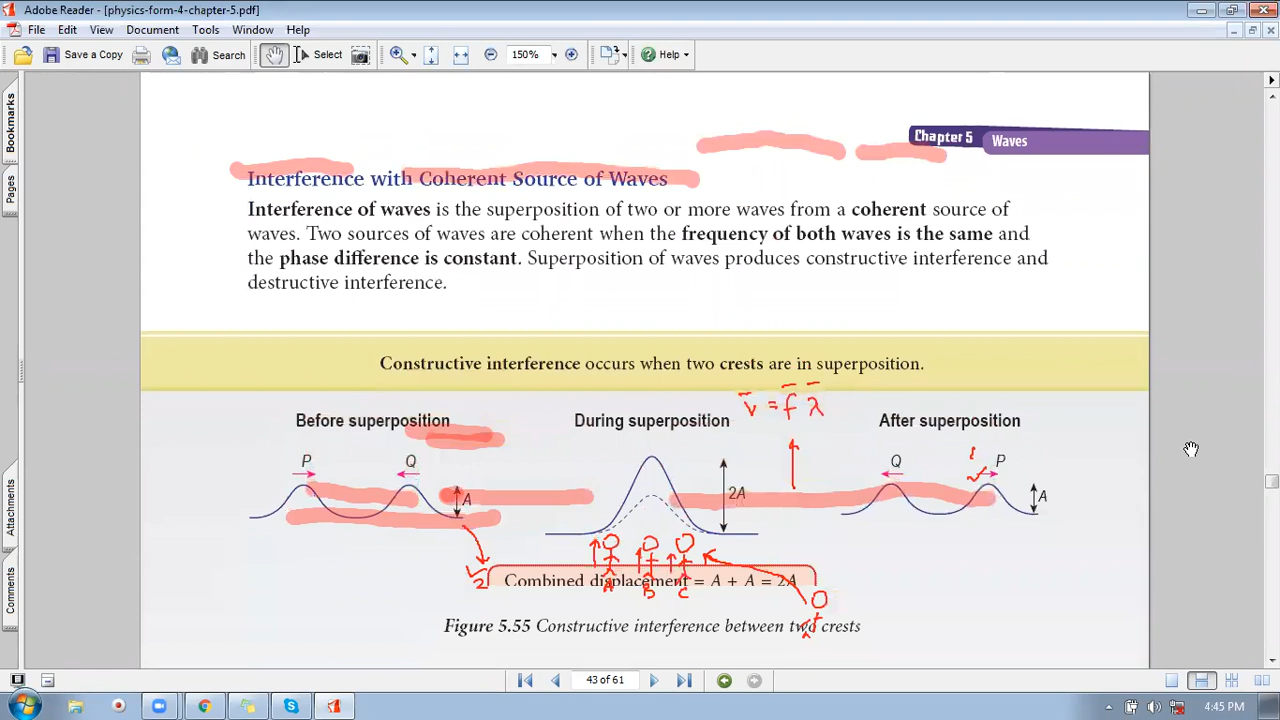 Adobe Reader - [physics-form-4-chapter-5.pdf]
File Edit View Document Tools Window Help
Save a Copy Search Select 150% Help
Bookmarks
Pages
Attachments
Comments
Chapter 5 Waves
Interference with Coherent Source of Waves
Interference of waves is the superposition of two or more waves from a coherent source of
waves. Two sources of waves are coherent when the frequency of both waves is the same and
the phase difference is constant. Superposition of waves produces constructive interference and
destructive interference.
Constructive interference occurs when two crests are in superposition.
v = f λ
Before superposition During superposition After superposition
P Q Q P
A 2A A
Combined displacement = A + A = 2A
A B C
Figure 5.55 Constructive interference between two crests
43 of 61
4:45 PM